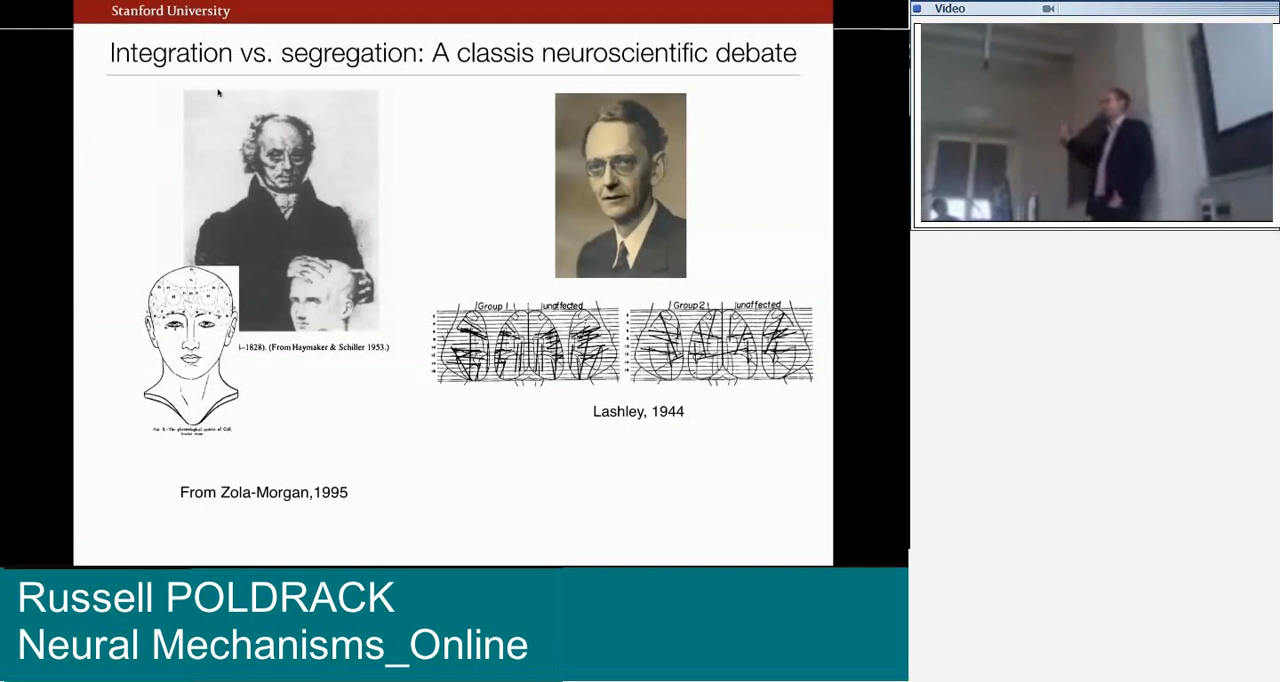 Stanford University
Integration vs. segregation: A classis neuroscientific debate
–1828). (From Haymaker & Schiller 1953.)
Group 1 unaffected
Group 2 unaffected
Lashley, 1944
From Zola-Morgan,1995
Russell POLDRACK
Neural Mechanisms_Online
Video